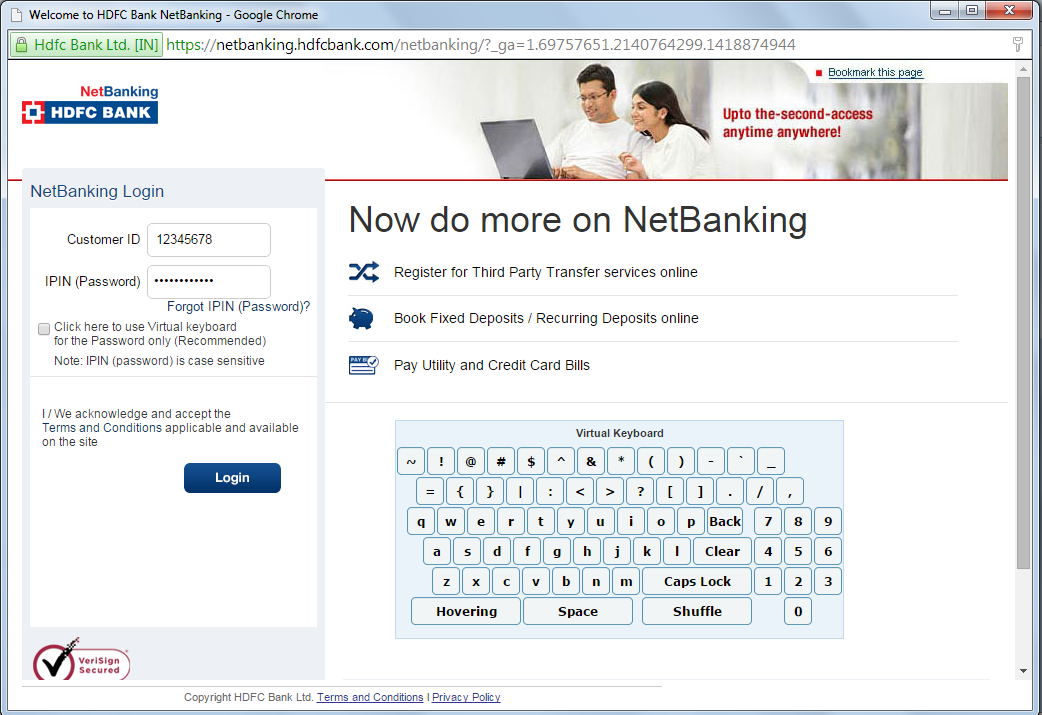 Welcome to HDFC Bank NetBanking - Google Chrome
Hdfc Bank Ltd. [IN] https://netbanking.hdfcbank.com/netbanking/?_ga=1.69757651.2140764299.1418874944
Bookmark this page
NetBanking
HDFC BANK
Upto the-second-access
anytime anywhere!
NetBanking Login
Customer ID 12345678
IPIN (Password) ••••••••••••
Forgot IPIN (Password)?
Click here to use Virtual keyboard
for the Password only (Recommended)
Note: IPIN (password) is case sensitive
I / We acknowledge and accept the
Terms and Conditions applicable and available
on the site
Login
VeriSign
Secured
Now do more on NetBanking
Register for Third Party Transfer services online
Book Fixed Deposits / Recurring Deposits online
PAY BILL
Pay Utility and Credit Card Bills
Virtual Keyboard
~ ! @ # $ ^ & * ( ) - ` _
= { } | : < > ? [ ] . / ,
q w e r t y u i o p Back 7 8 9
a s d f g h j k l Clear 4 5 6
z x c v b n m Caps Lock 1 2 3
Hovering Space Shuffle 0
Copyright HDFC Bank Ltd. Terms and Conditions I Privacy Policy